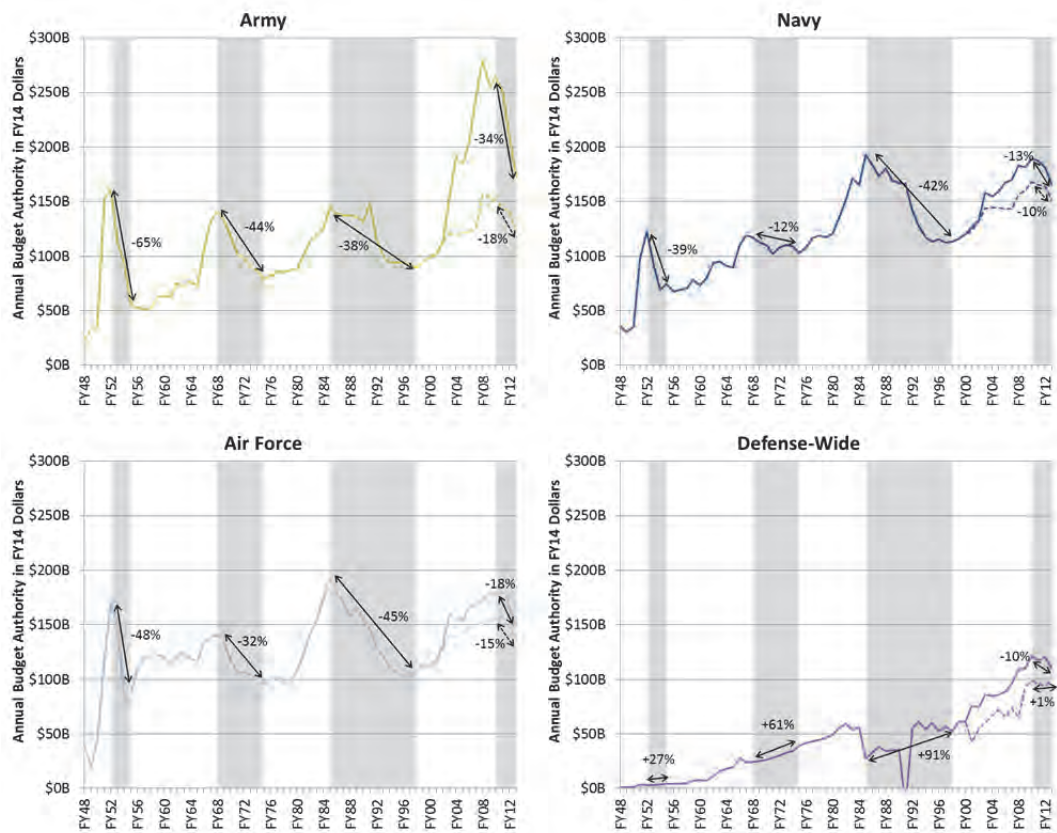 Army
Annual Budget Authority in FY14 Dollars
$300B
$250B
$200B
$150B
$100B
$50B
$0B
-65%
-44%
-38%
-34%
-18%
FY48
FY52
FY56
FY60
FY64
FY68
FY72
FY76
FY80
FY84
FY88
FY92
FY96
FY00
FY04
FY08
FY12
Navy
Annual Budget Authority in FY14 Dollars
$300B
$250B
$200B
$150B
$100B
$50B
$0B
-39%
-12%
-42%
-13%
-10%
FY48
FY52
FY56
FY60
FY64
FY68
FY72
FY76
FY80
FY84
FY88
FY92
FY96
FY00
FY04
FY08
FY12
Air Force
Annual Budget Authority in FY14 Dollars
$300B
$250B
$200B
$150B
$100B
$50B
$0B
-48%
-32%
-45%
-18%
-15%
FY48
FY52
FY56
FY60
FY64
FY68
FY72
FY76
FY80
FY84
FY88
FY92
FY96
FY00
FY04
FY08
FY12
Defense-Wide
Annual Budget Authority in FY14 Dollars
$300B
$250B
$200B
$150B
$100B
$50B
$0B
+27%
+61%
+91%
-10%
+1%
FY48
FY52
FY56
FY60
FY64
FY68
FY72
FY76
FY80
FY84
FY88
FY92
FY96
FY00
FY04
FY08
FY12